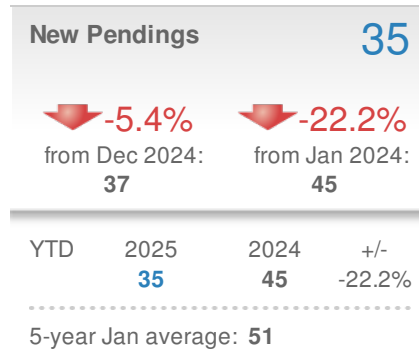 New Pendings 35
-5.4% -22.2%
from Dec 2024: from Jan 2024:
37 45
YTD 2025 2024 +/-
35 45 -22.2%
5-year Jan average: 51